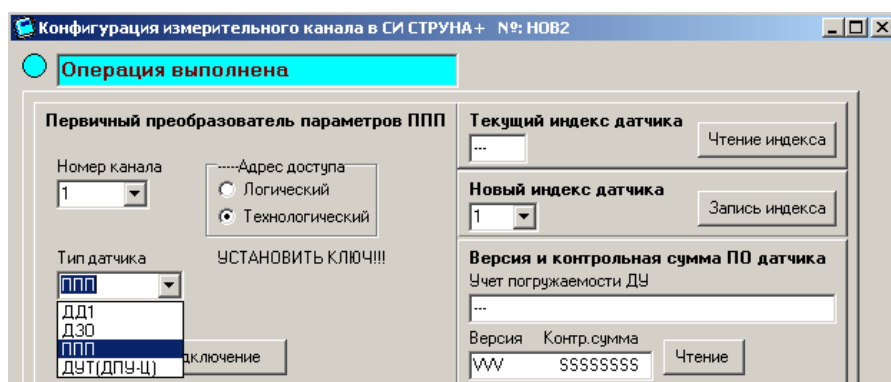 Конфигурация измерительного канала в СИ СТРУНА+ №: НОВ2
Операция выполнена
Первичный преобразователь параметров ППП
Номер канала
1
-----Адрес доступа
Логический
Технологический
Тип датчика
УСТАНОВИТЬ КЛЮЧ!!!
ППП
ДД1
ДЗО
ППП
ДУТ(ДПУ-Ц)
дключение
Текущий индекс датчика
---
Чтение индекса
Новый индекс датчика
1
Запись индекса
Версия и контрольная сумма ПО датчика
Учет погружаемости ДУ
---
Версия Контр.сумма
VVV SSSSSSSS
Чтение